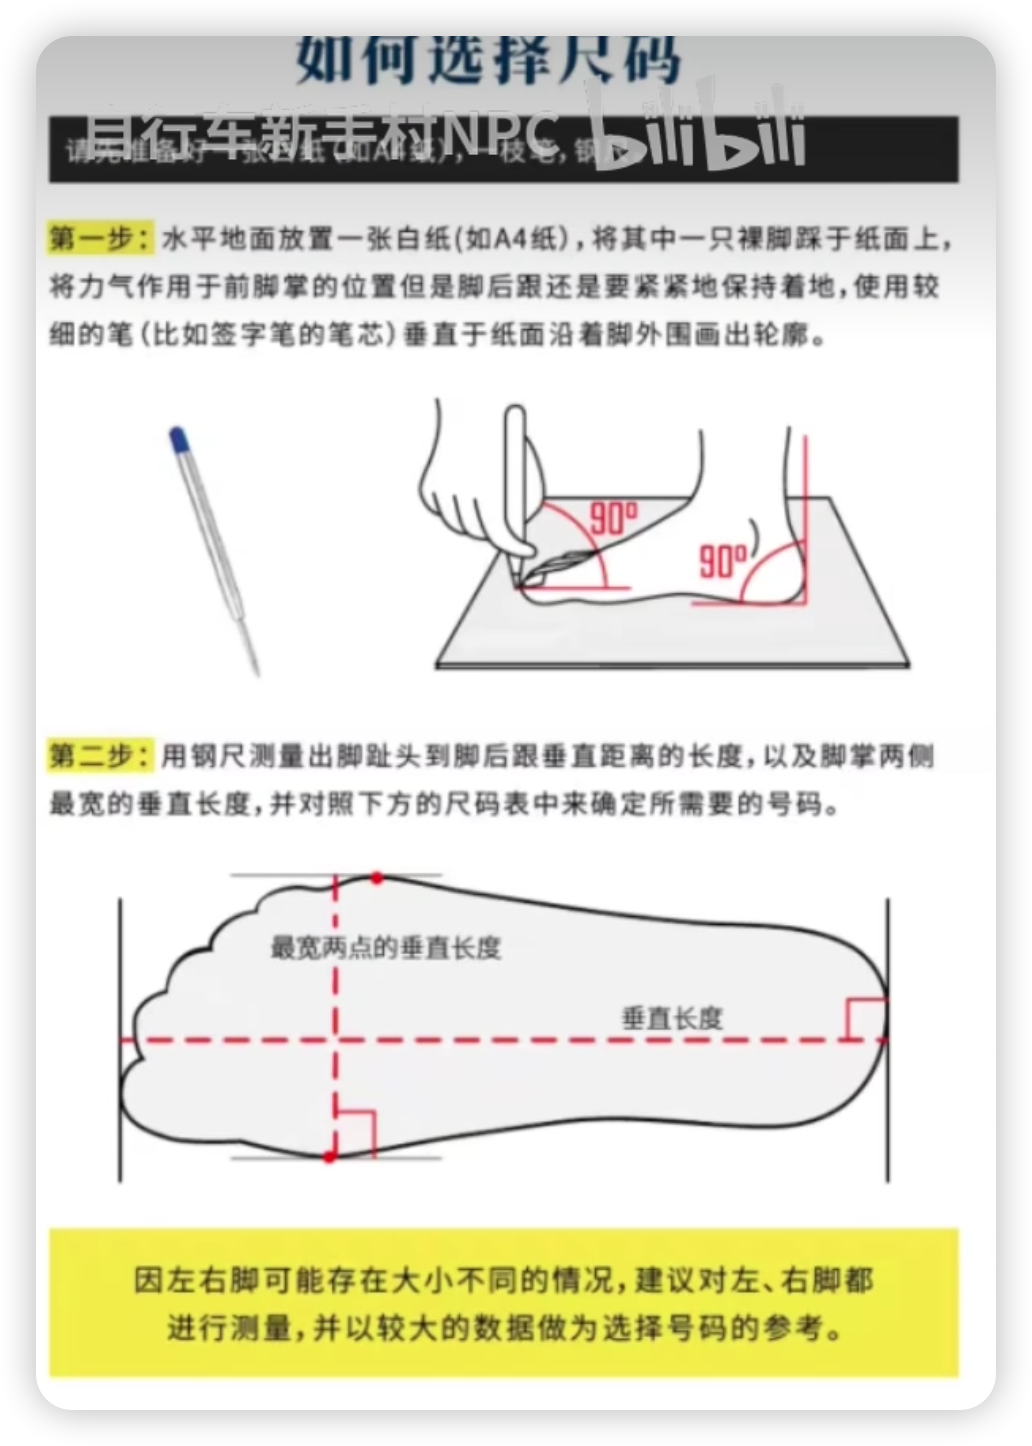 如何选择尺码
自行车新手村NPC bilibili
请先准备好一张白纸(如A4纸),一枝笔,钢尺。
第一步：水平地面放置一张白纸(如A4纸),将其中一只裸脚踩于纸面上,
将力气作用于前脚掌的位置但是脚后跟还是要紧紧地保持着地,使用较
细的笔(比如签字笔的笔芯)垂直于纸面沿着脚外围画出轮廓。
90°
90°
第二步：用钢尺测量出脚趾头到脚后跟垂直距离的长度,以及脚掌两侧
最宽的垂直长度,并对照下方的尺码表中来确定所需要的号码。
最宽两点的垂直长度
垂直长度
因左右脚可能存在大小不同的情况,建议对左、右脚都
进行测量,并以较大的数据做为选择号码的参考。